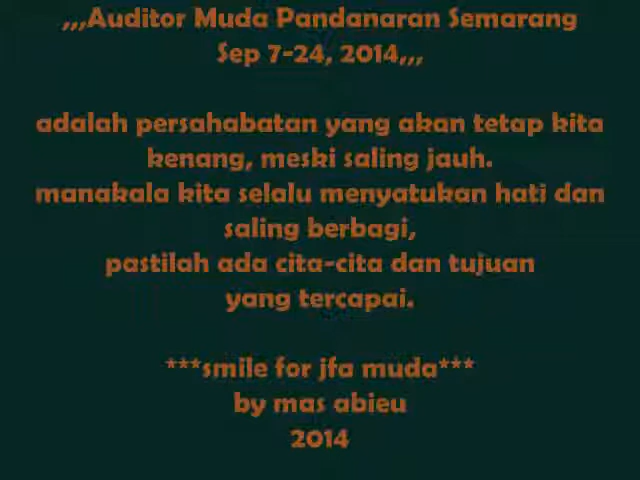 ,,,Auditor Muda Pandanaran Semarang
Sep 7-24, 2014,,,
adalah persahabatan yang akan tetap kita
kenang, meski saling jauh.
manakala kita selalu menyatukan hati dan
saling berbagi,
pastilah ada cita-cita dan tujuan
yang tercapai.
***smile for jfa muda***
by mas abieu
2014